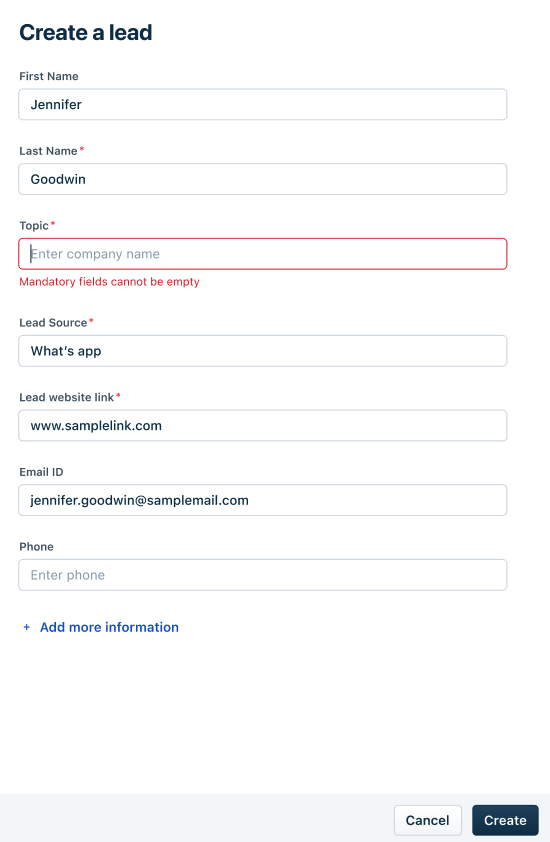 Create a lead
First Name
Jennifer
Last Name*
Goodwin
Topic*
Enter company name
Mandatory fields cannot be empty
Lead Source*
What’s app
Lead website link*
www.samplelink.com
Email ID
jennifer.goodwin@samplemail.com
Phone
Enter phone
+ Add more information
Cancel Create